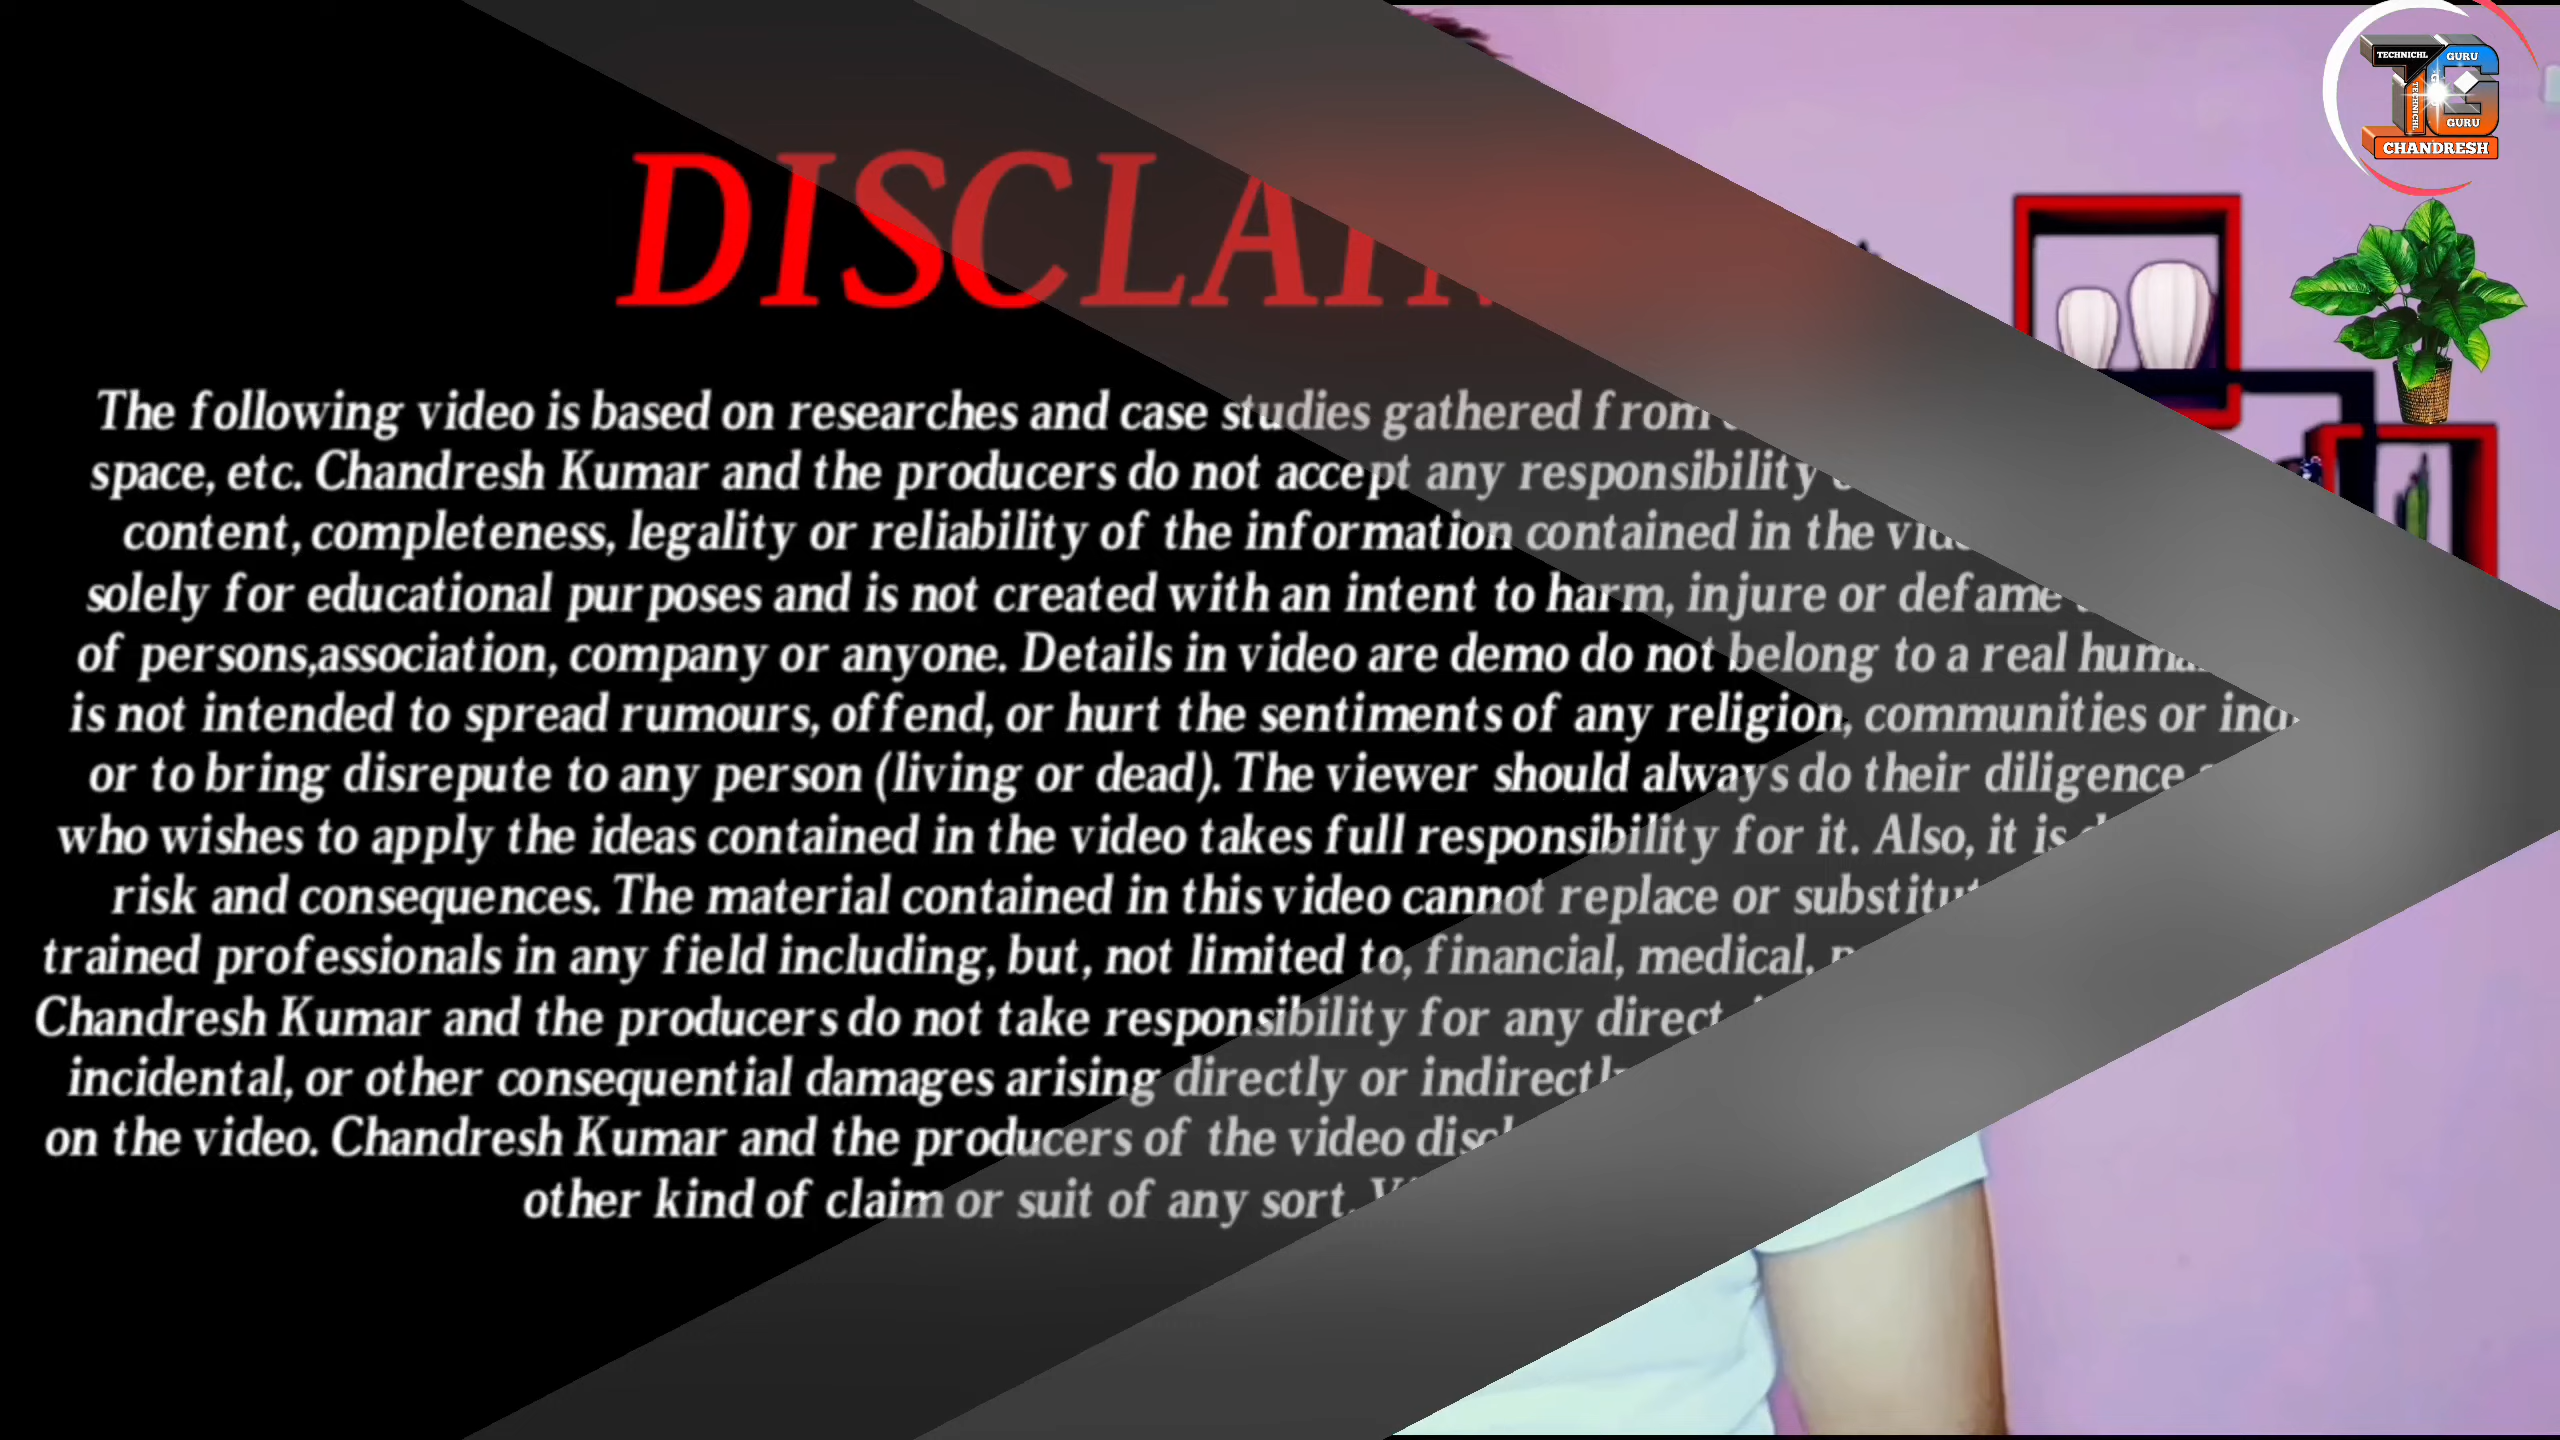 DISCLAIM
The following video is based on researches and case studies gathered from
space, etc. Chandresh Kumar and the producers do not accept any responsibility
content, completeness, legality or reliability of the information contained in the
solely for educational purposes and is not created with an intent to harm, injure or defame
of persons,association, company or anyone. Details in video are demo do not belong to a real
is not intended to spread rumours, offend, or hurt the sentiments of any religion, communities or
or to bring disrepute to any person (living or dead). The viewer should always do their diligence
who wishes to apply the ideas contained in the video takes full responsibility for it. Also, it is
risk and consequences. The material contained in this video cannot replace or
trained professionals in any field including, but, not limited to, financial, medical,
Chandresh Kumar and the producers do not take responsibility for any direct
incidental, or other consequential damages arising directly or
on the video. Chandresh Kumar and the producers of the video
other kind of claim or suit of any sort.
TECHNICHL GURU
TECHNICHL
GURU
CHANDRESH